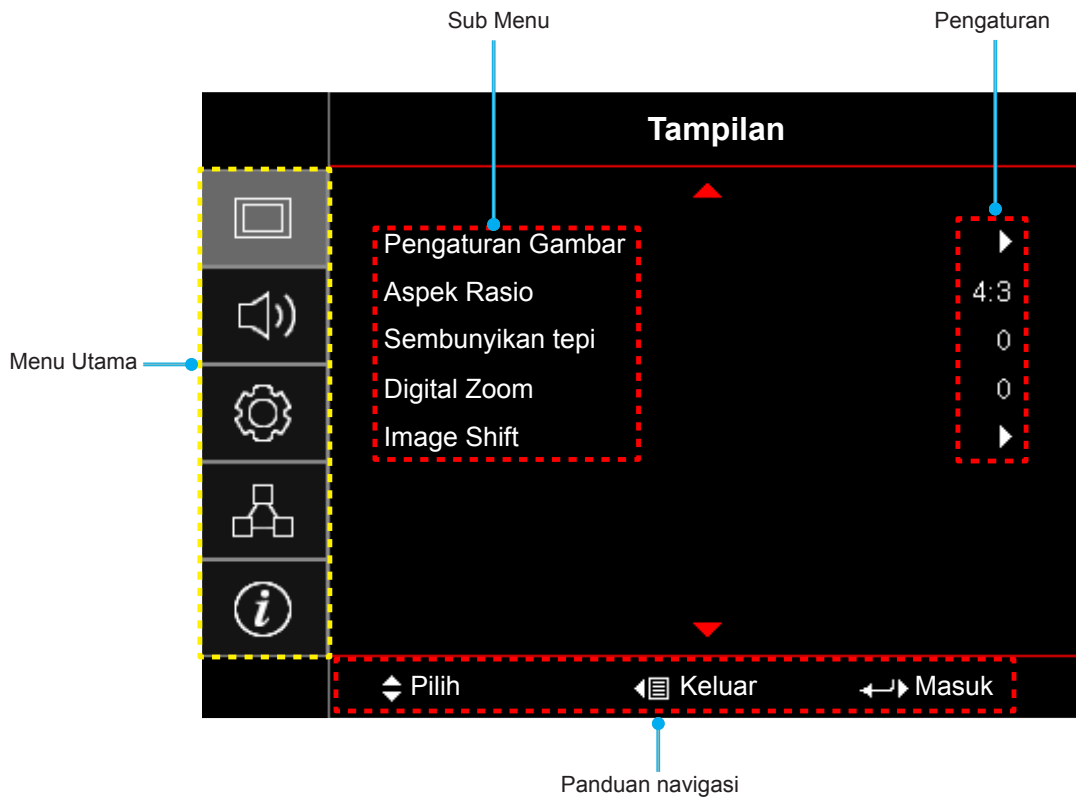 Sub Menu
Pengaturan
Tampilan
Pengaturan Gambar
Aspek Rasio
4:3
Sembunyikan tepi
0
Menu Utama
Digital Zoom
0
Image Shift
Pilih
Keluar
Masuk
Panduan navigasi